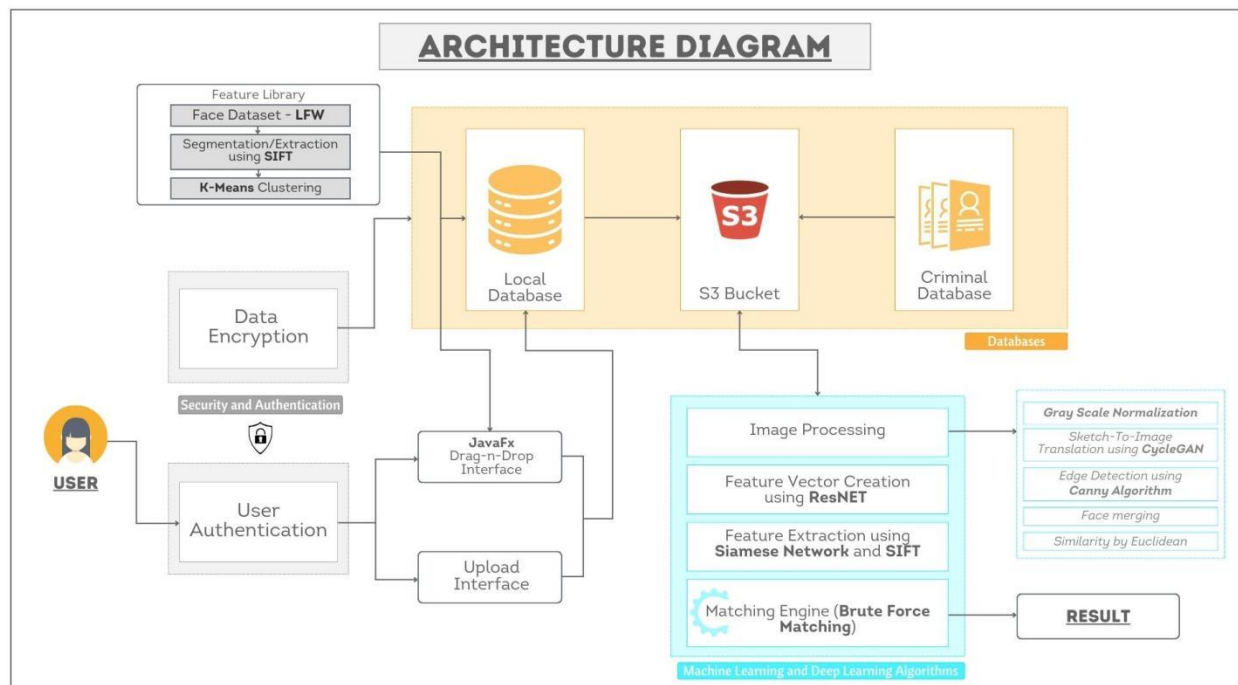 ARCHITECTURE DIAGRAM
Feature Library
Face Dataset - LFW
Segmentation/Extraction
using SIFT
K-Means Clustering
Local
Database
S3
S3 Bucket
Criminal
Database
Databases
Data
Encryption
Security and Authentication
USER
User
Authentication
JavaFx
Drag-n-Drop
Interface
Upload
Interface
Image Processing
Feature Vector Creation
using ResNET
Feature Extraction using
Siamese Network and SIFT
Matching Engine (Brute Force
Matching)
Machine Learning and Deep Learning Algorithms
Gray Scale Normalization
Sketch-To-Image
Translation using CycleGAN
Edge Detection using
Canny Algorithm
Face merging
Similarity by Euclidean
RESULT